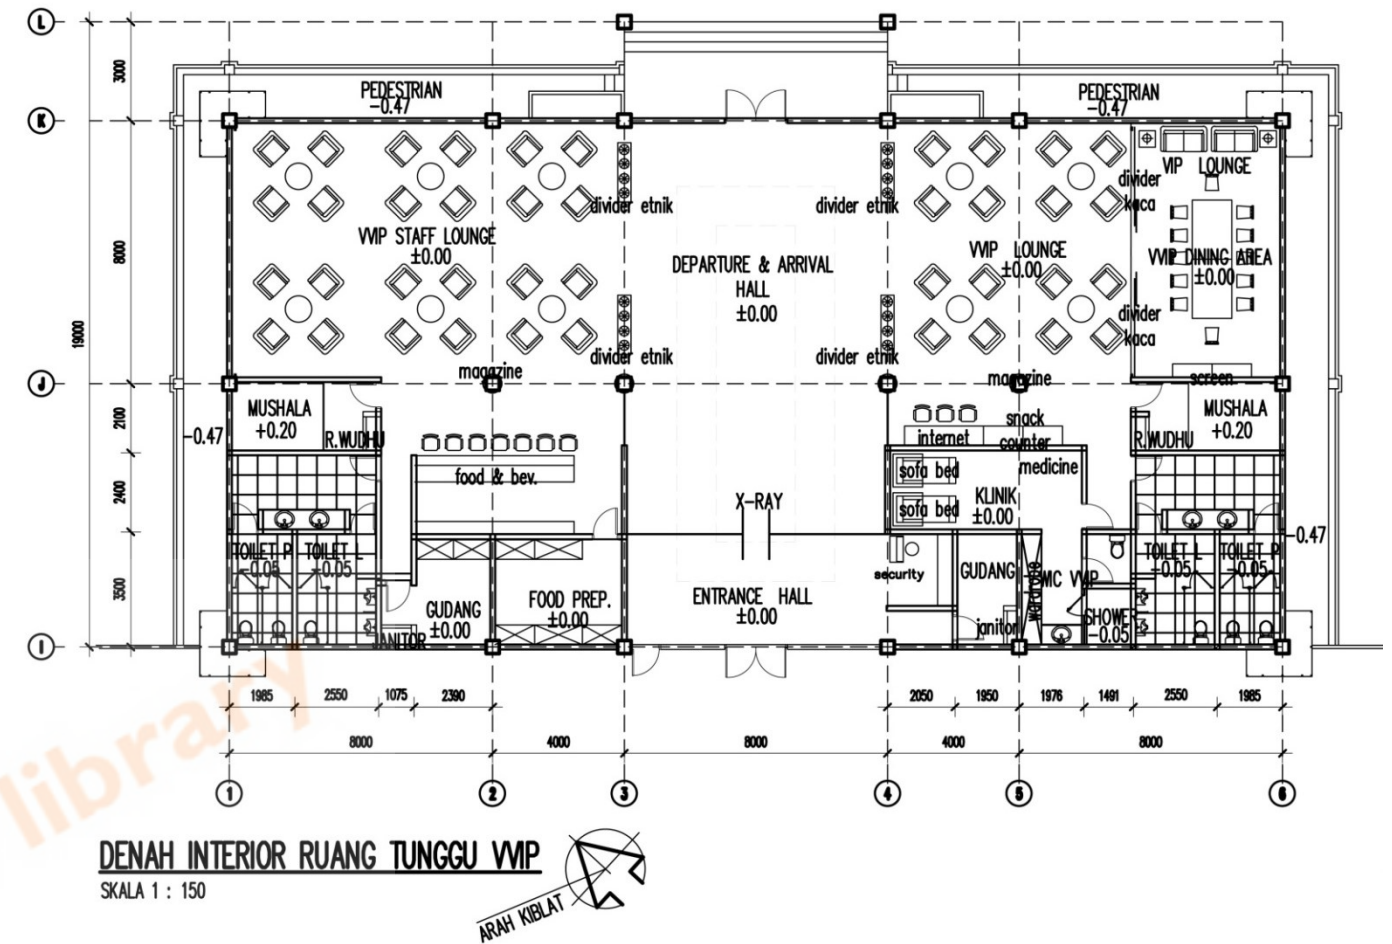 L
PEDESTRIAN
-0.47
PEDESTRIAN
-0.47
3000
K
VIP LOUNGE
divider
kaca
divider etnik
divider etnik
VVIP STAFF LOUNGE
±0.00
DEPARTURE & ARRIVAL
HALL
±0.00
VVIP LOUNGE
±0.00
VVIP DINING AREA
±0.00
8000
19000
divider
kaca
divider etnik
divider etnik
magazine
magazine
screen
J
MUSHALA
+0.20
2100
-0.47
R.WUDHU
internet
snack
counter
R.WUDHU
MUSHALA
+0.20
food & bev.
sofa bed
medicine
2400
sofa bed
KLINIK
±0.00
X-RAY
-0.47
TOILET P
-0.05
TOILET L
-0.05
security
GUDANG
WC VVIP
TOILET L
-0.05
TOILET P
-0.05
3500
GUDANG
±0.00
FOOD PREP.
±0.00
ENTRANCE HALL
±0.00
janitor
SHOWER
-0.05
JANITOR
I
1985
2550
1075
2390
2050
1950
1976
1491
2550
1985
8000
4000
8000
4000
8000
1
2
3
4
5
6
library
DENAH INTERIOR RUANG TUNGGU VVIP
SKALA 1 : 150
ARAH KIBLAT